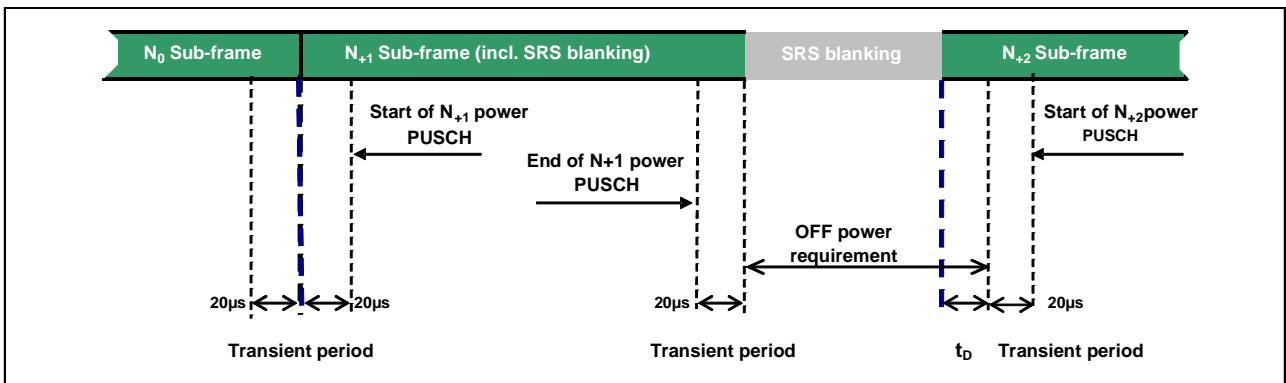 N₀ Sub-frame
N₊₁ Sub-frame (incl. SRS blanking)
SRS blanking
N₊₂ Sub-frame
Start of N₊₁ power
PUSCH
End of N+1 power
PUSCH
Start of N₊₂power
PUSCH
OFF power
requirement
20µs
20µs
20µs
20µs
Transient period
Transient period
t_D
Transient period